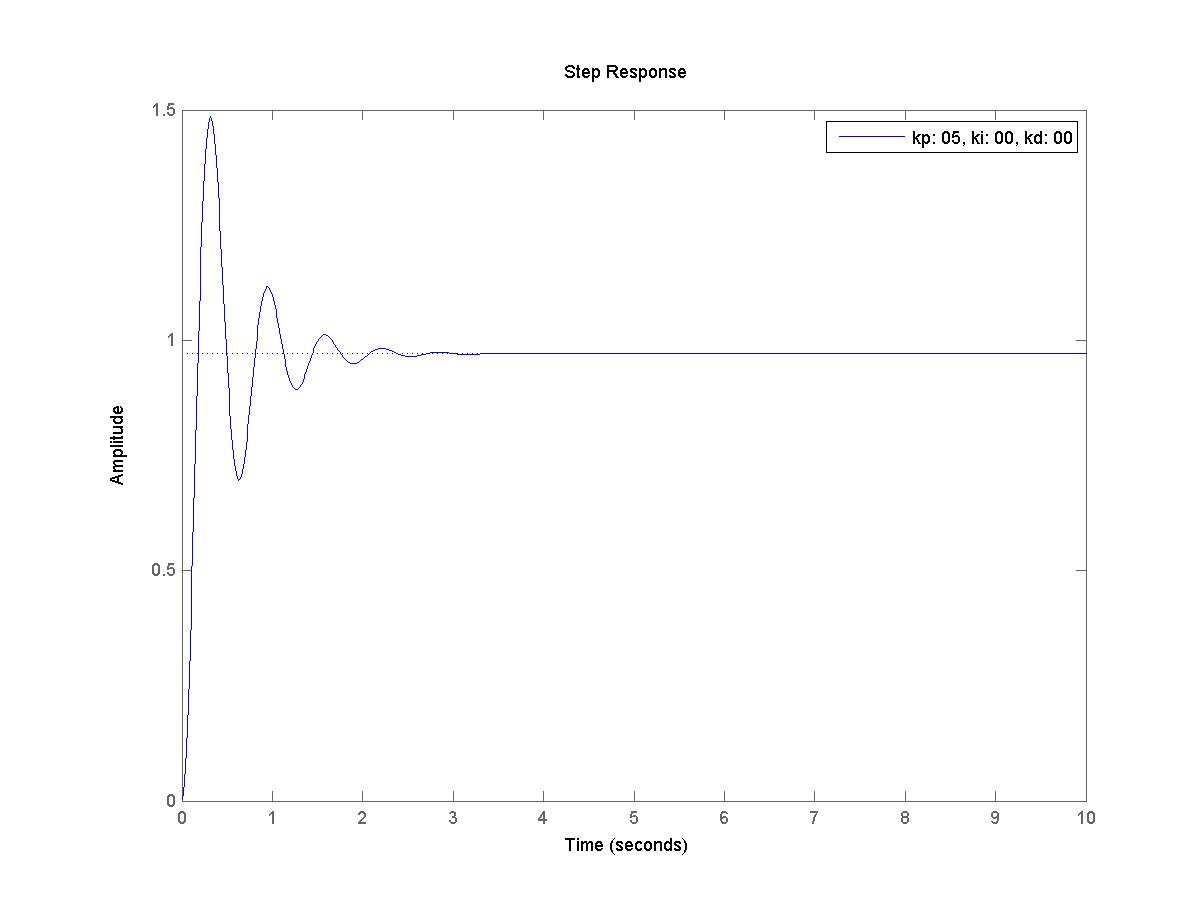 Step Response
kp: 05, ki: 00, kd: 00
Amplitude
1.5
1
0.5
0
0 1 2 3 4 5 6 7 8 9 10
Time (seconds)